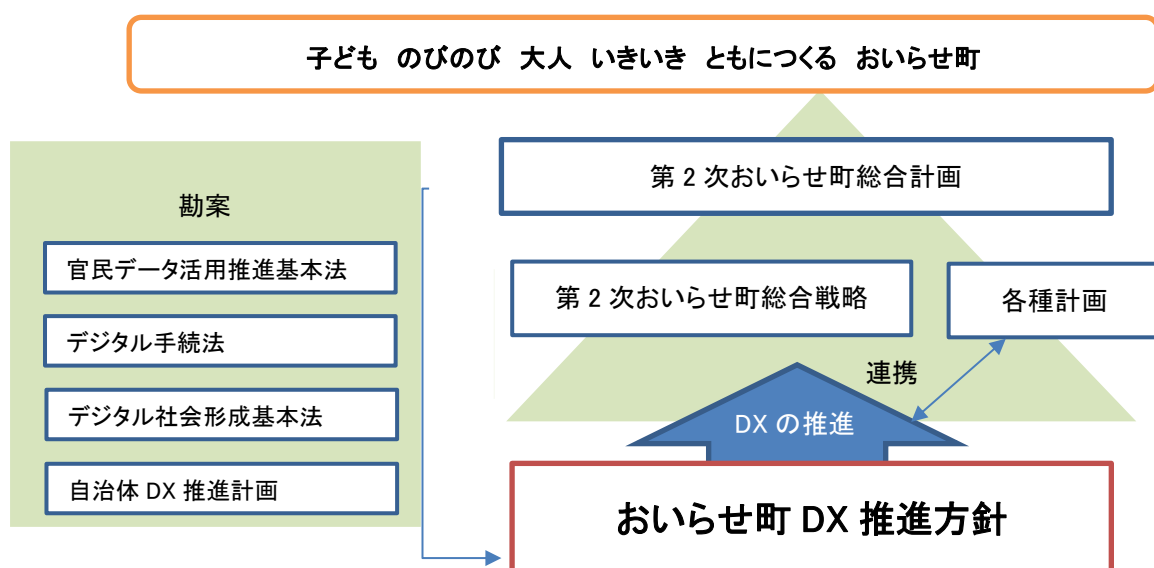 子ども のびのび 大人 いきいき ともにつくる おいらせ町
勘案
官民データ活用推進基本法
デジタル手続法
デジタル社会形成基本法
自治体 DX 推進計画
第 2 次おいらせ町総合計画
第 2 次おいらせ町総合戦略
各種計画
連携
DX の推進
おいらせ町 DX 推進方針